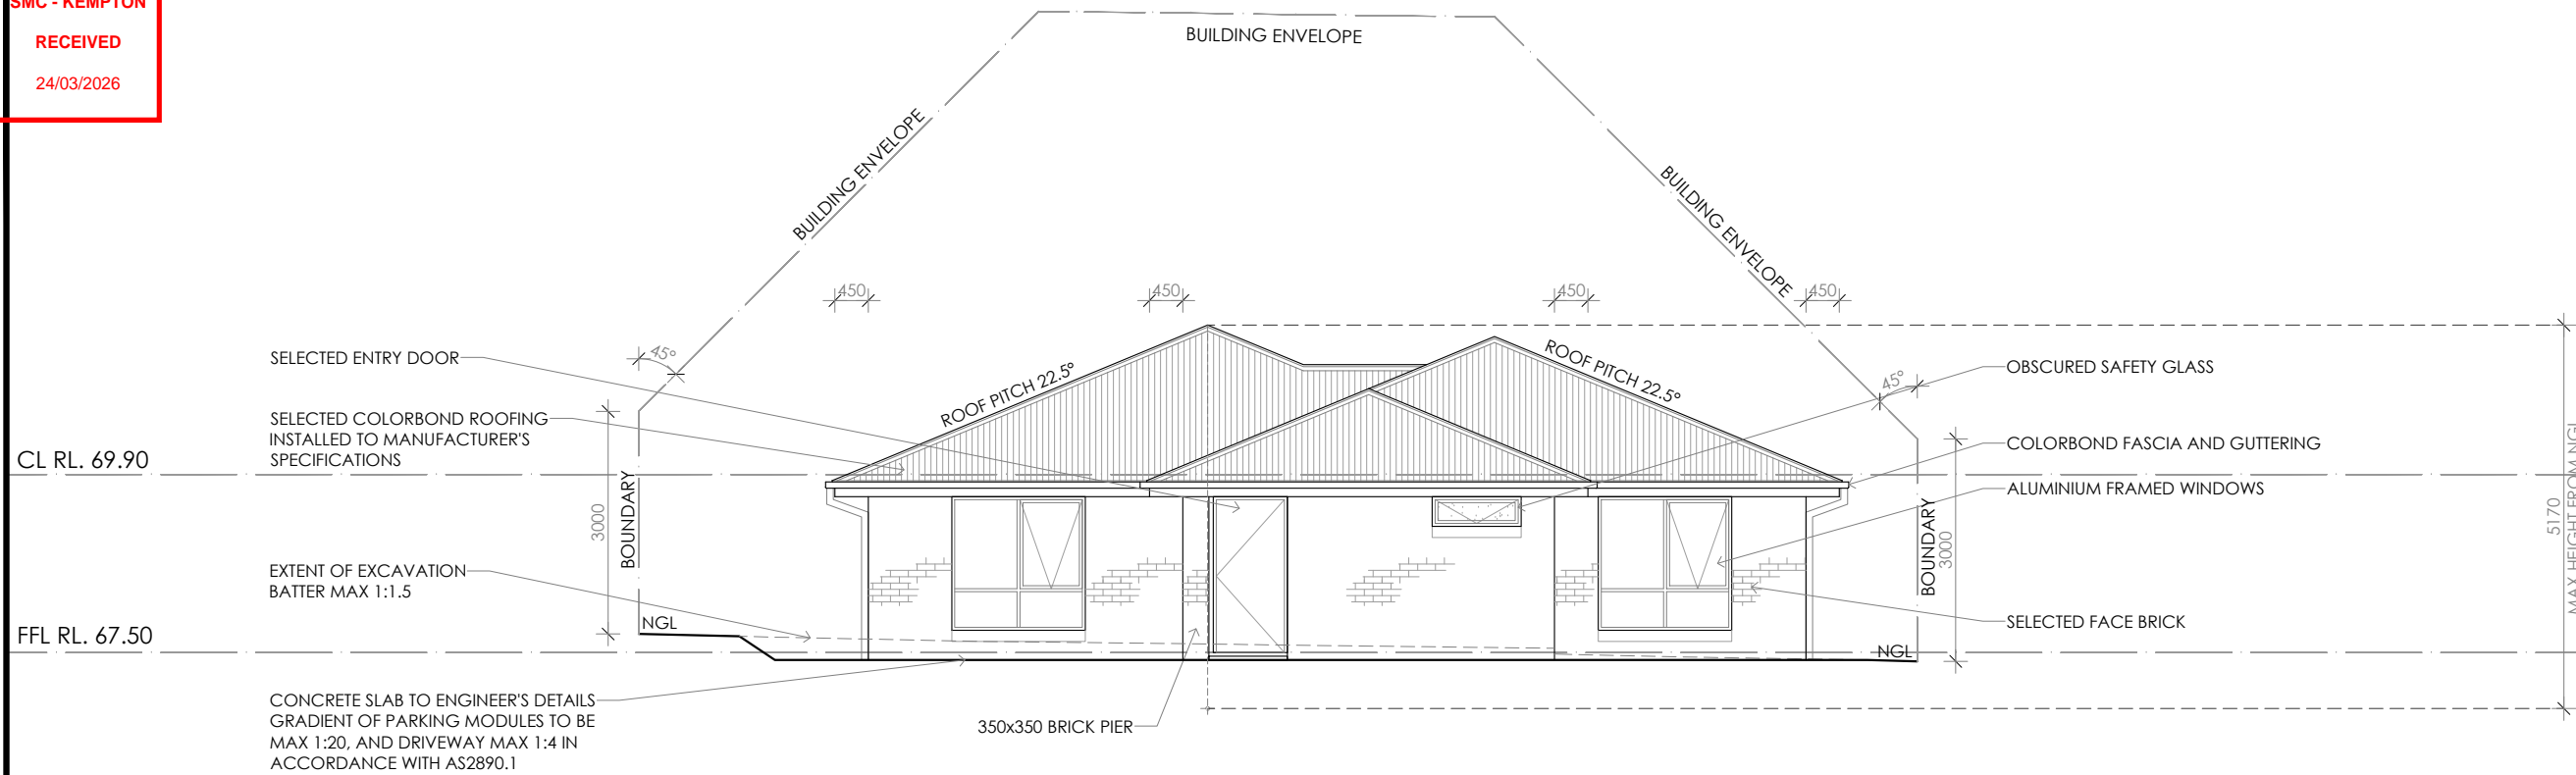 SMC - KEMPTON
RECEIVED
24/03/2026
BUILDING ENVELOPE
BUILDING ENVELOPE
BUILDING ENVELOPE
450
450
450
450
45°
45°
SELECTED ENTRY DOOR
ROOF PITCH 22.5°
ROOF PITCH 22.5°
OBSCURED SAFETY GLASS
SELECTED COLORBOND ROOFING
INSTALLED TO MANUFACTURER'S
SPECIFICATIONS
COLORBOND FASCIA AND GUTTERING
CL RL. 69.90
ALUMINIUM FRAMED WINDOWS
3000
BOUNDARY
BOUNDARY
3000
5170
MAX HEIGHT FROM NGL
EXTENT OF EXCAVATION
BATTER MAX 1:1.5
NGL
SELECTED FACE BRICK
FFL RL. 67.50
NGL
CONCRETE SLAB TO ENGINEER'S DETAILS
GRADIENT OF PARKING MODULES TO BE
MAX 1:20, AND DRIVEWAY MAX 1:4 IN
ACCORDANCE WITH AS2890.1
350x350 BRICK PIER